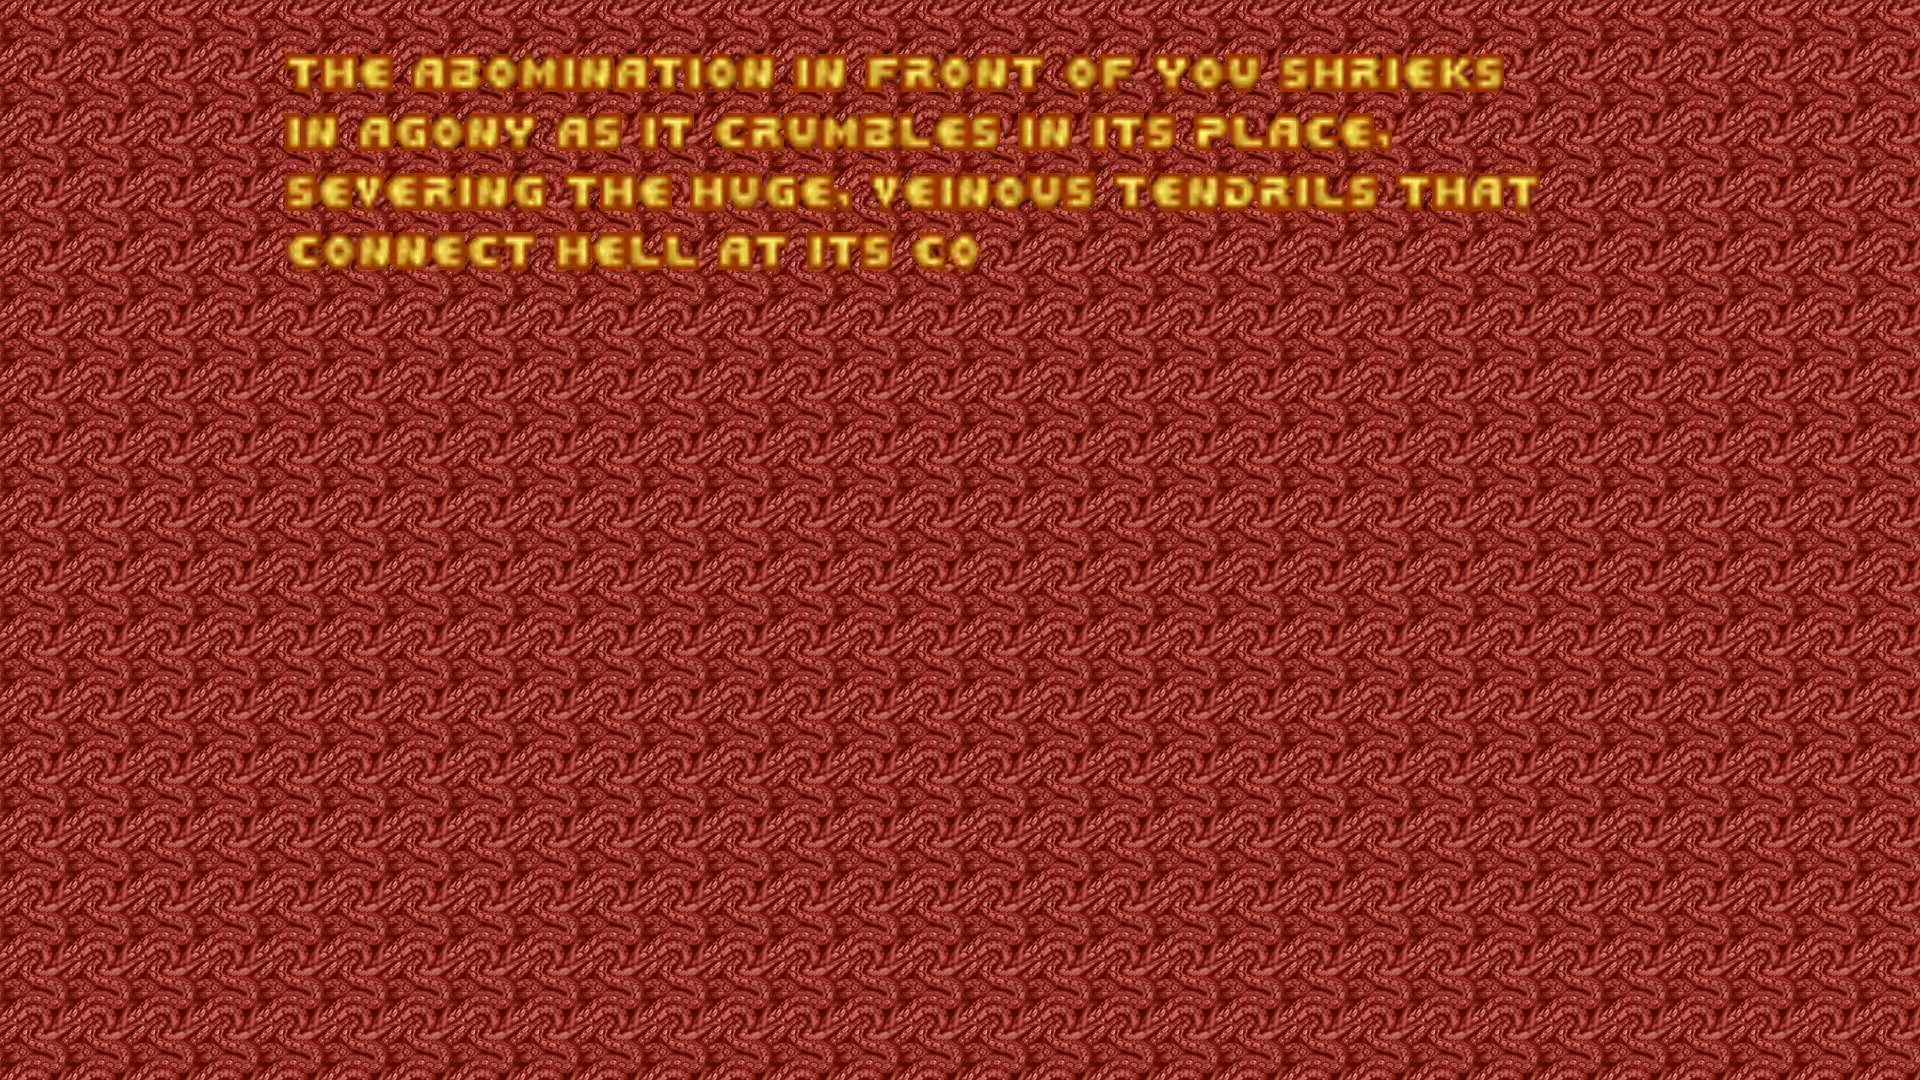 THE ABOMINATION IN FRONT OF YOU SHRIEKS
IN AGONY AS IT CRUMBLES IN ITS PLACE,
SEVERING THE HUGE, VEINOUS TENDRILS THAT
CONNECT HELL AT ITS CO